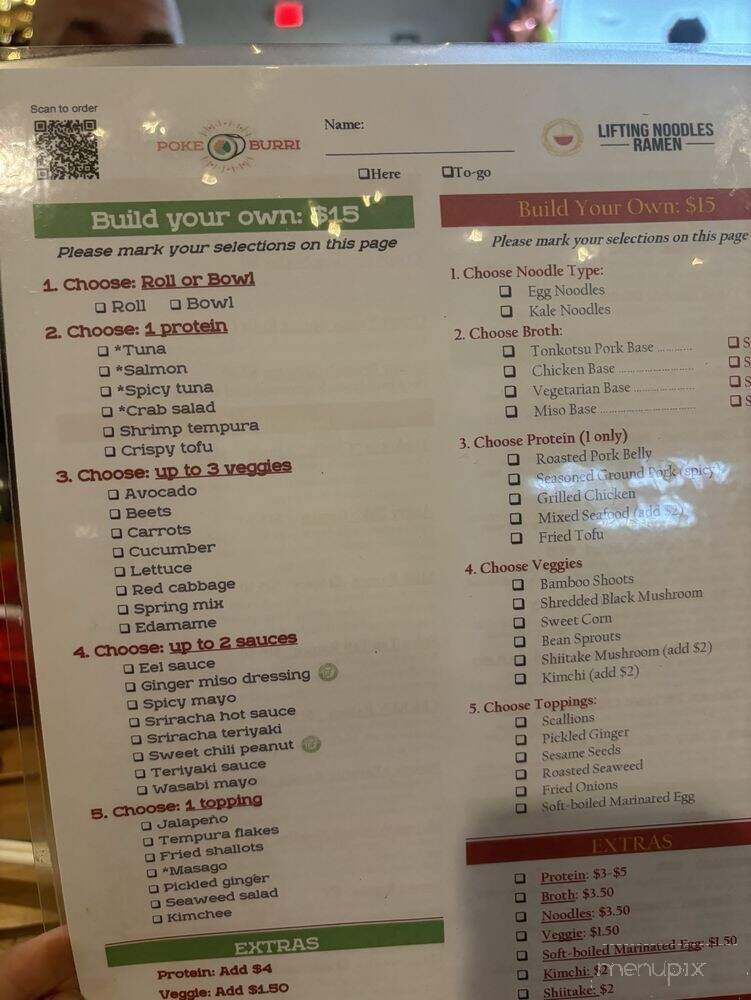 Scan to order
POKE BURRI
Name:
Here
To-go
LIFTING NOODLES
RAMEN
Build your own: $15
Please mark your selections on this page
1. Choose: Roll or Bowl
Roll Bowl
2. Choose: 1 protein
*Tuna
*Salmon
*Spicy tuna
*Crab salad
Shrimp tempura
Crispy tofu
3. Choose: up to 3 veggies
Avocado
Beets
Carrots
Cucumber
Lettuce
Red cabbage
Spring mix
Edamame
4. Choose: up to 2 sauces
Eel sauce
Ginger miso dressing
Spicy mayo
Sriracha hot sauce
Sriracha teriyaki
Sweet chili peanut
Teriyaki sauce
Wasabi mayo
5. Choose: 1 topping
Jalapeño
Tempura flakes
Fried shallots
*Masago
Pickled ginger
Seaweed salad
Kimchee
EXTRAS
Protein: Add $4
Veggie: Add $1.50
Build Your Own: $15
Please mark your selections on this page
1. Choose Noodle Type:
Egg Noodles
Kale Noodles
2. Choose Broth:
Tonkotsu Pork Base ............ S
Chicken Base ......................... S
Vegetarian Base .................... S
Miso Base ................................ S
3. Choose Protein (1 only)
Roasted Pork Belly
Seasoned Ground Pork (spicy)
Grilled Chicken
Mixed Seafood (add $2)
Fried Tofu
4. Choose Veggies
Bamboo Shoots
Shredded Black Mushroom
Sweet Corn
Bean Sprouts
Shiitake Mushroom (add $2)
Kimchi (add $2)
5. Choose Toppings:
Scallions
Pickled Ginger
Sesame Seeds
Roasted Seaweed
Fried Onions
Soft-boiled Marinated Egg
EXTRAS
Protein: $3-$5
Broth: $3.50
Noodles: $3.50
Veggie: $1.50
Soft-boiled Marinated Egg: $1.50
Kimchi: $2
Shiitake: $2
menupix